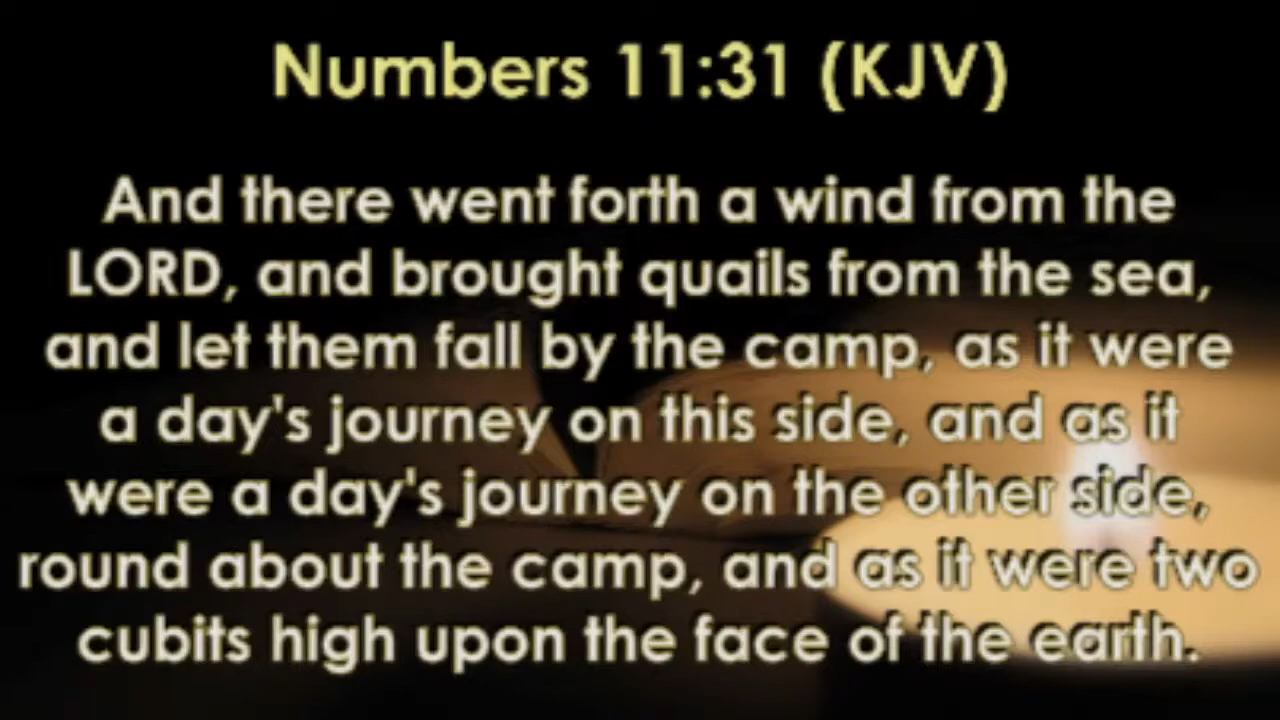 Numbers 11:31 (KJV)
And there went forth a wind from the
LORD, and brought quails from the sea,
and let them fall by the camp, as it were
a day's journey on this side, and as it
were a day's journey on the other side,
round about the camp, and as it were two
cubits high upon the face of the earth.